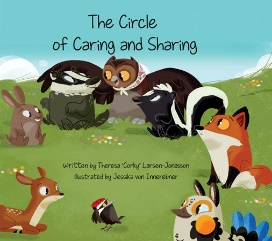 The Circle
of Caring and Sharing
Written by Theresa "Corky" Larsen-Jonasson
Illustrated by Jessika von Innerebner